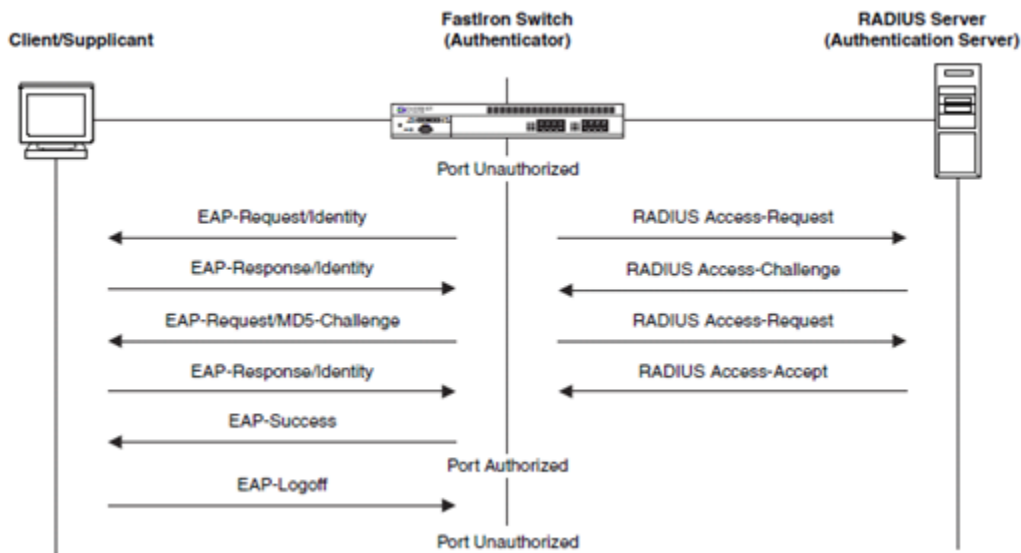 FastIron Switch
(Authenticator)
RADIUS Server
(Authentication Server)
Client/Supplicant
Port Unauthorized
EAP-Request/Identity
RADIUS Access-Request
EAP-Response/Identity
RADIUS Access-Challenge
EAP-Request/MD5-Challenge
RADIUS Access-Request
EAP-Response/Identity
RADIUS Access-Accept
EAP-Success
Port Authorized
EAP-Logoff
Port Unauthorized